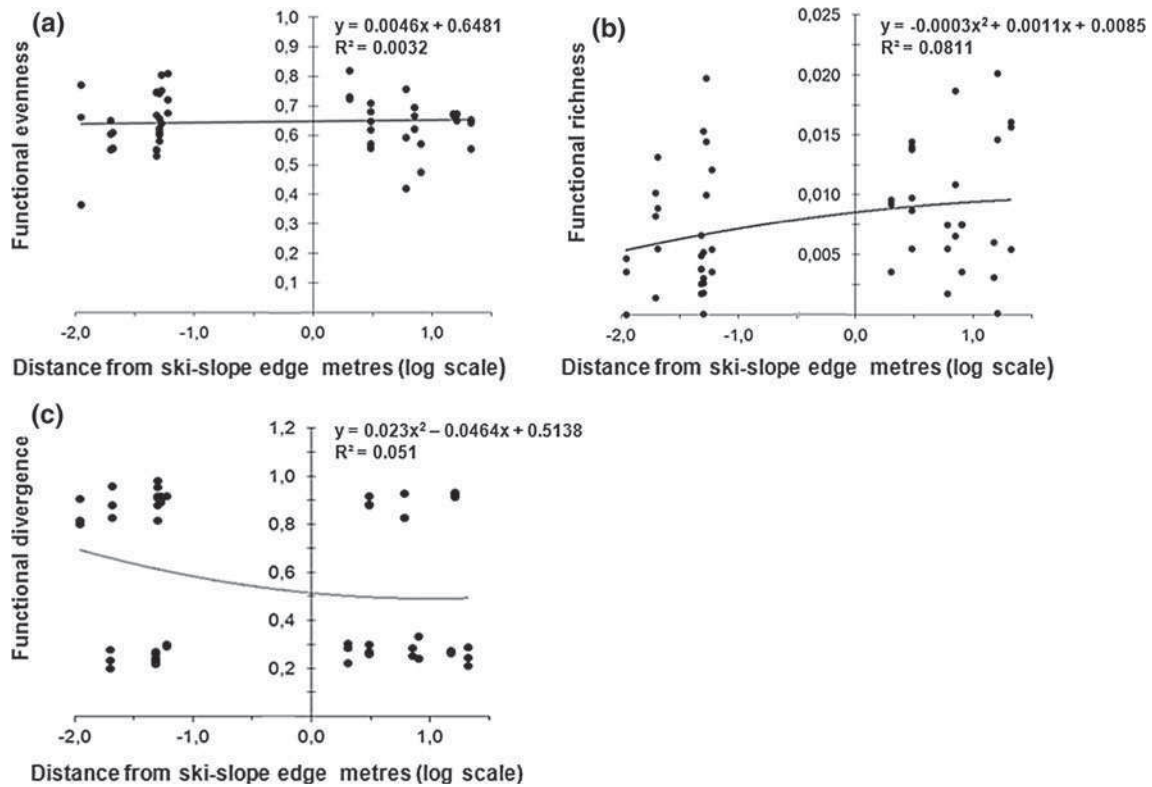 (a)
y = 0.0046x + 0.6481
R² = 0.0032
Functional evenness
1,0
0,9
0,8
0,7
0,6
0,5
0,4
0,3
0,2
0,1
-2,0 -1,0 0,0 1,0
Distance from ski-slope edge metres (log scale)
(b)
y = -0.0003x² + 0.0011x + 0.0085
R² = 0.0811
Functional richness
0,025
0,020
0,015
0,010
0,005
-2,0 -1,0 0,0 1,0
Distance from ski-slope edge metres (log scale)
(c)
y = 0.023x² – 0.0464x + 0.5138
R² = 0.051
Functional divergence
1,2
1,0
0,8
0,6
0,4
0,2
-2,0 -1,0 0,0 1,0
Distance from ski-slope edge metres (log scale)